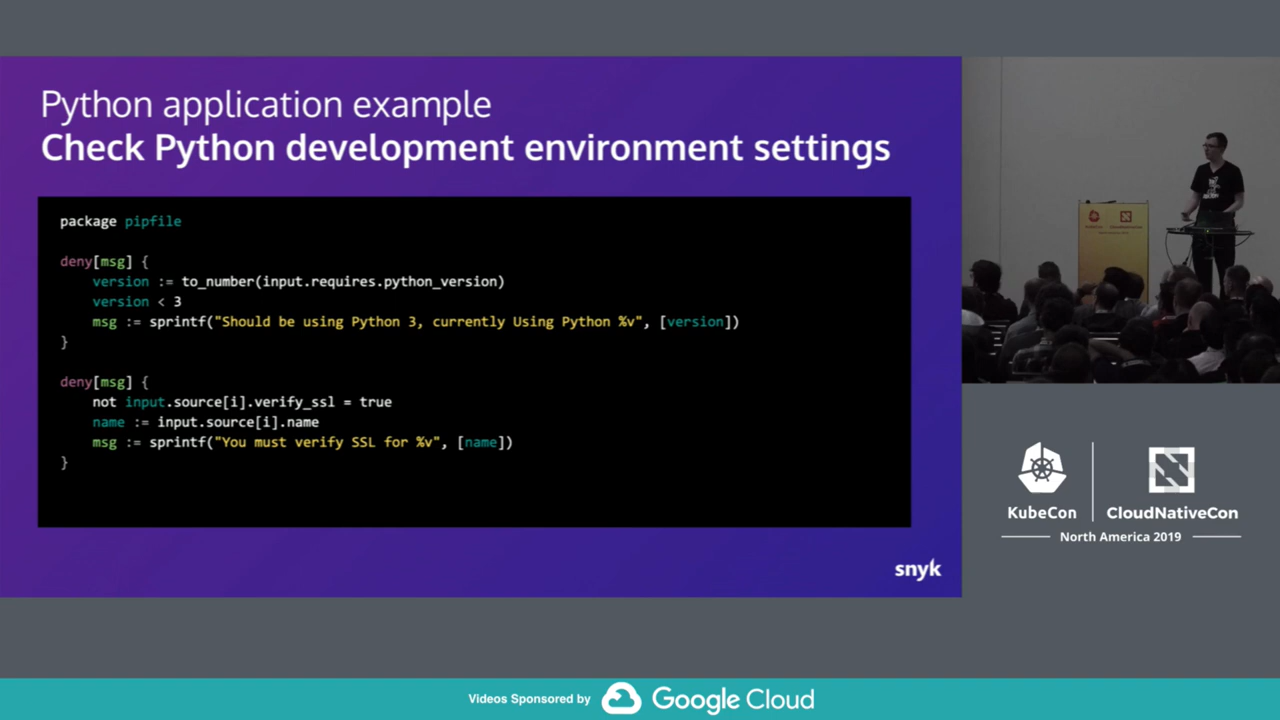 Python application example
Check Python development environment settings
package pipfile
deny[msg] {
version := to_number(input.requires.python_version)
version < 3
msg := sprintf("Should be using Python 3, currently Using Python %v", [version])
}
deny[msg] {
not input.source[i].verify_ssl = true
name := input.source[i].name
msg := sprintf("You must verify SSL for %v", [name])
}
snyk
KubeCon
CloudNativeCon
North America 2019
Videos Sponsored by Google Cloud